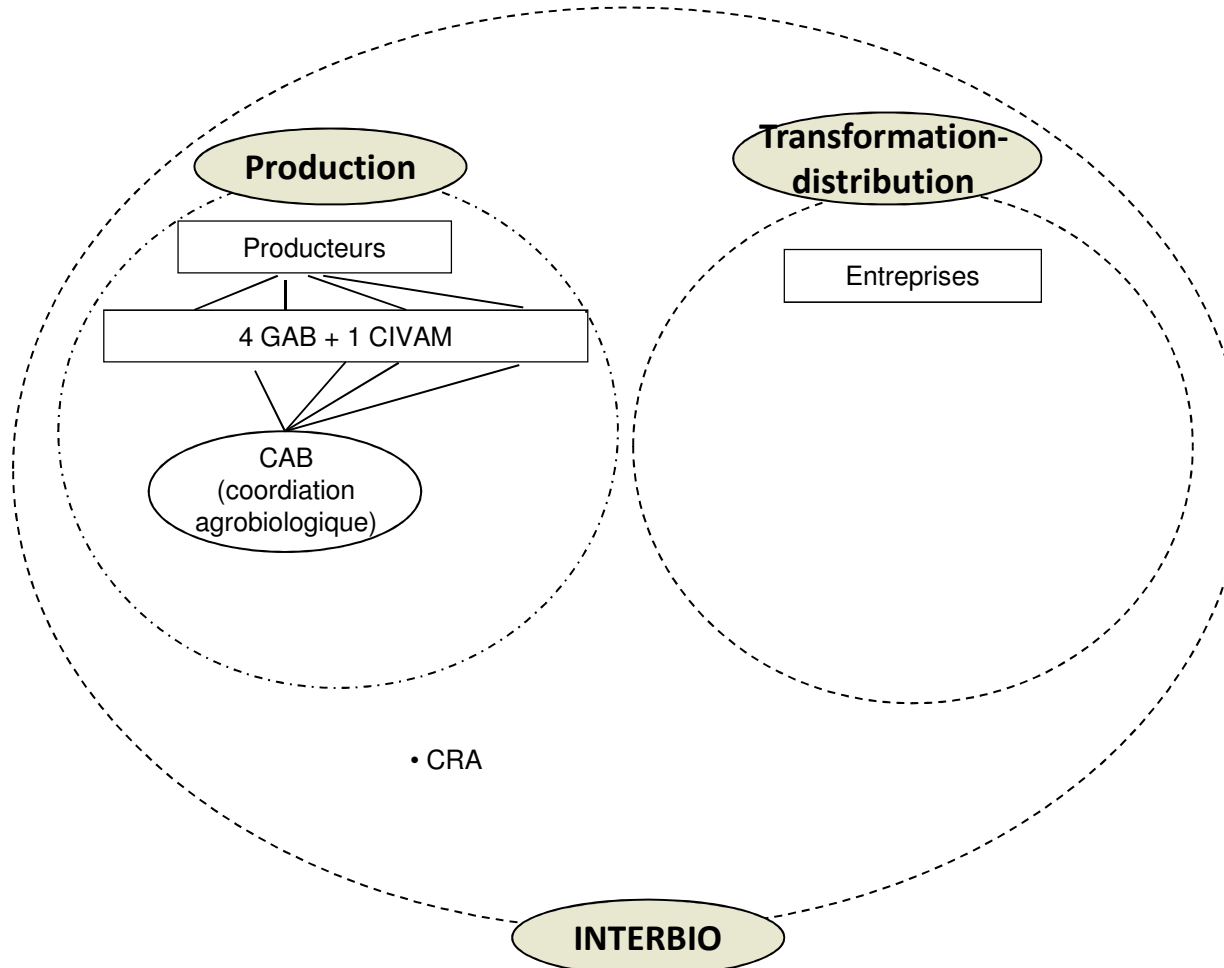 Production
Transformation-
distribution
Producteurs
Entreprises
4 GAB + 1 CIVAM
CAB
(coordiation
agrobiologique)
• CRA
INTERBIO